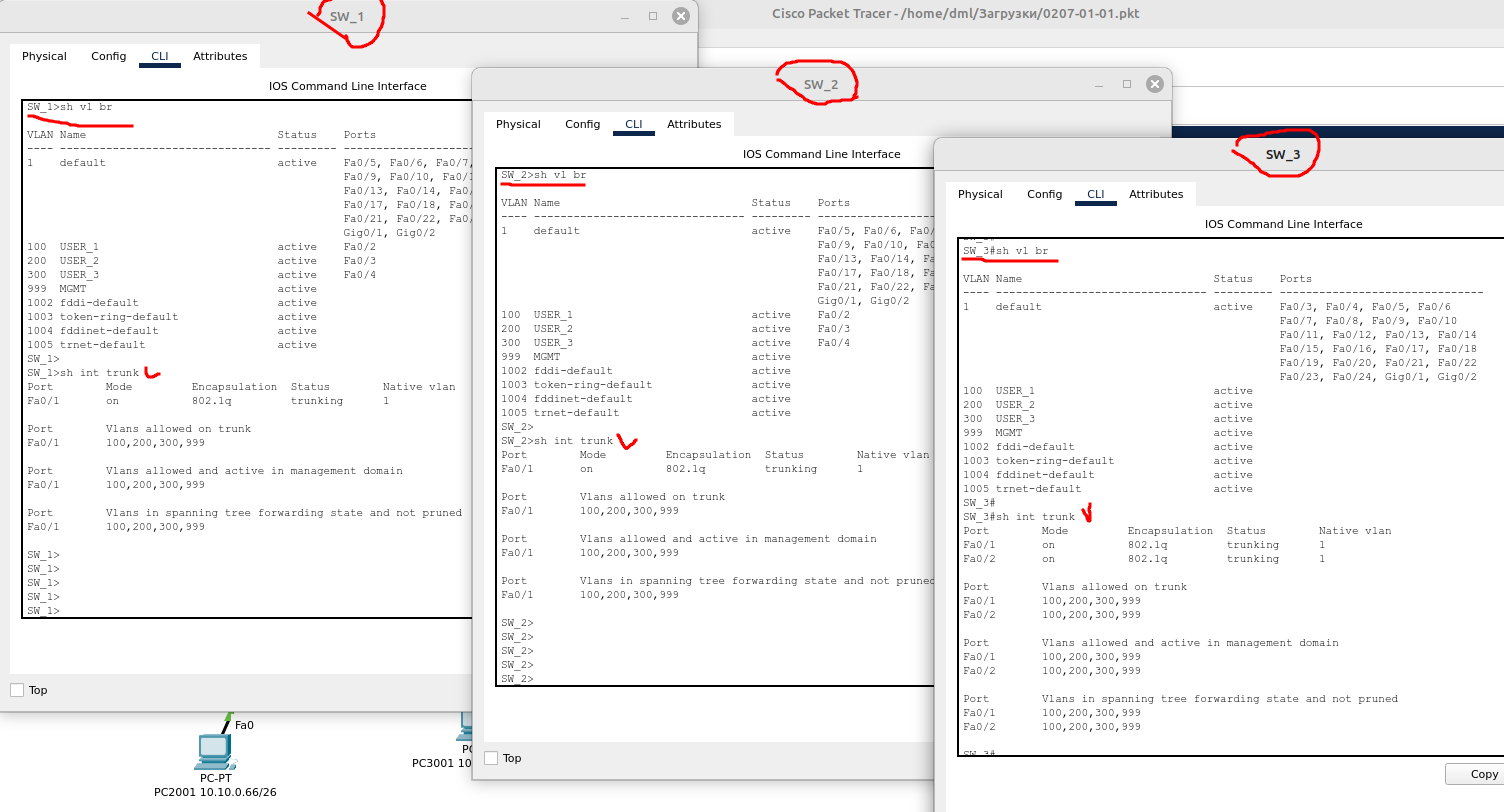 Cisco Packet Tracer - /home/dml/Загрузки/0207-01-01.pkt
SW_1
Physical Config CLI Attributes
IOS Command Line Interface
SW_1>sh vl br
VLAN Name Status Ports
---- -------------------------------- --------- -------------------
1 default active Fa0/5, Fa0/6, Fa0/7,
Fa0/9, Fa0/10,
Fa0/13, Fa0/14, Fa0/
Fa0/17, Fa0/18, Fa0/
Fa0/21, Fa0/22, Fa0/
Gig0/1, Gig0/2
100 USER_1 active Fa0/2
200 USER_2 active Fa0/3
300 USER_3 active Fa0/4
999 MGMT active
1002 fddi-default active
1003 token-ring-default active
1004 fddinet-default active
1005 trnet-default active
SW_1>
SW_1>sh int trunk
Port Mode Encapsulation Status Native vlan
Fa0/1 on 802.1q trunking 1
Port Vlans allowed on trunk
Fa0/1 100,200,300,999
Port Vlans allowed and active in management domain
Fa0/1 100,200,300,999
Port Vlans in spanning tree forwarding state and not pruned
Fa0/1 100,200,300,999
SW_1>
SW_1>
SW_1>
SW_1>
SW_1>
Top
Fa0
PC-PT
PC2001 10.10.0.66/26
PC3001 10
SW_2
Physical Config CLI Attributes
IOS Command Line Interface
SW_2>sh vl br
VLAN Name Status Ports
---- -------------------------------- --------- -----------------
1 default active Fa0/5, Fa0/6, Fa0/
Fa0/9, Fa0/10,
Fa0/13, Fa0/14,
Fa0/17, Fa0/18,
Fa0/21, Fa0/22,
Gig0/1, Gig0/2
100 USER_1 active Fa0/2
200 USER_2 active Fa0/3
300 USER_3 active Fa0/4
999 MGMT active
1002 fddi-default active
1003 token-ring-default active
1004 fddinet-default active
1005 trnet-default active
SW_2>
SW_2>sh int trunk
Port Mode Encapsulation Status Native vlan
Fa0/1 on 802.1q trunking 1
Port Vlans allowed on trunk
Fa0/1 100,200,300,999
Port Vlans allowed and active in management domain
Fa0/1 100,200,300,999
Port Vlans in spanning tree forwarding state and not pruned
Fa0/1 100,200,300,999
SW_2>
SW_2>
SW_2>
SW_2>
SW_2>
Top
SW_3
Physical Config CLI Attributes
IOS Command Line Interface
SW_3#sh vl br
VLAN Name Status Ports
---- -------------------------------- --------- -------------------------------
1 default active Fa0/3, Fa0/4, Fa0/5, Fa0/6
Fa0/7, Fa0/8, Fa0/9, Fa0/10
Fa0/11, Fa0/12, Fa0/13, Fa0/14
Fa0/15, Fa0/16, Fa0/17, Fa0/18
Fa0/19, Fa0/20, Fa0/21, Fa0/22
Fa0/23, Fa0/24, Gig0/1, Gig0/2
100 USER_1 active
200 USER_2 active
300 USER_3 active
999 MGMT active
1002 fddi-default active
1003 token-ring-default active
1004 fddinet-default active
1005 trnet-default active
SW_3#
SW_3#sh int trunk
Port Mode Encapsulation Status Native vlan
Fa0/1 on 802.1q trunking 1
Fa0/2 on 802.1q trunking 1
Port Vlans allowed on trunk
Fa0/1 100,200,300,999
Fa0/2 100,200,300,999
Port Vlans allowed and active in management domain
Fa0/1 100,200,300,999
Fa0/2 100,200,300,999
Port Vlans in spanning tree forwarding state and not pruned
Fa0/1 100,200,300,999
Fa0/2 100,200,300,999
SW_3#
Copy